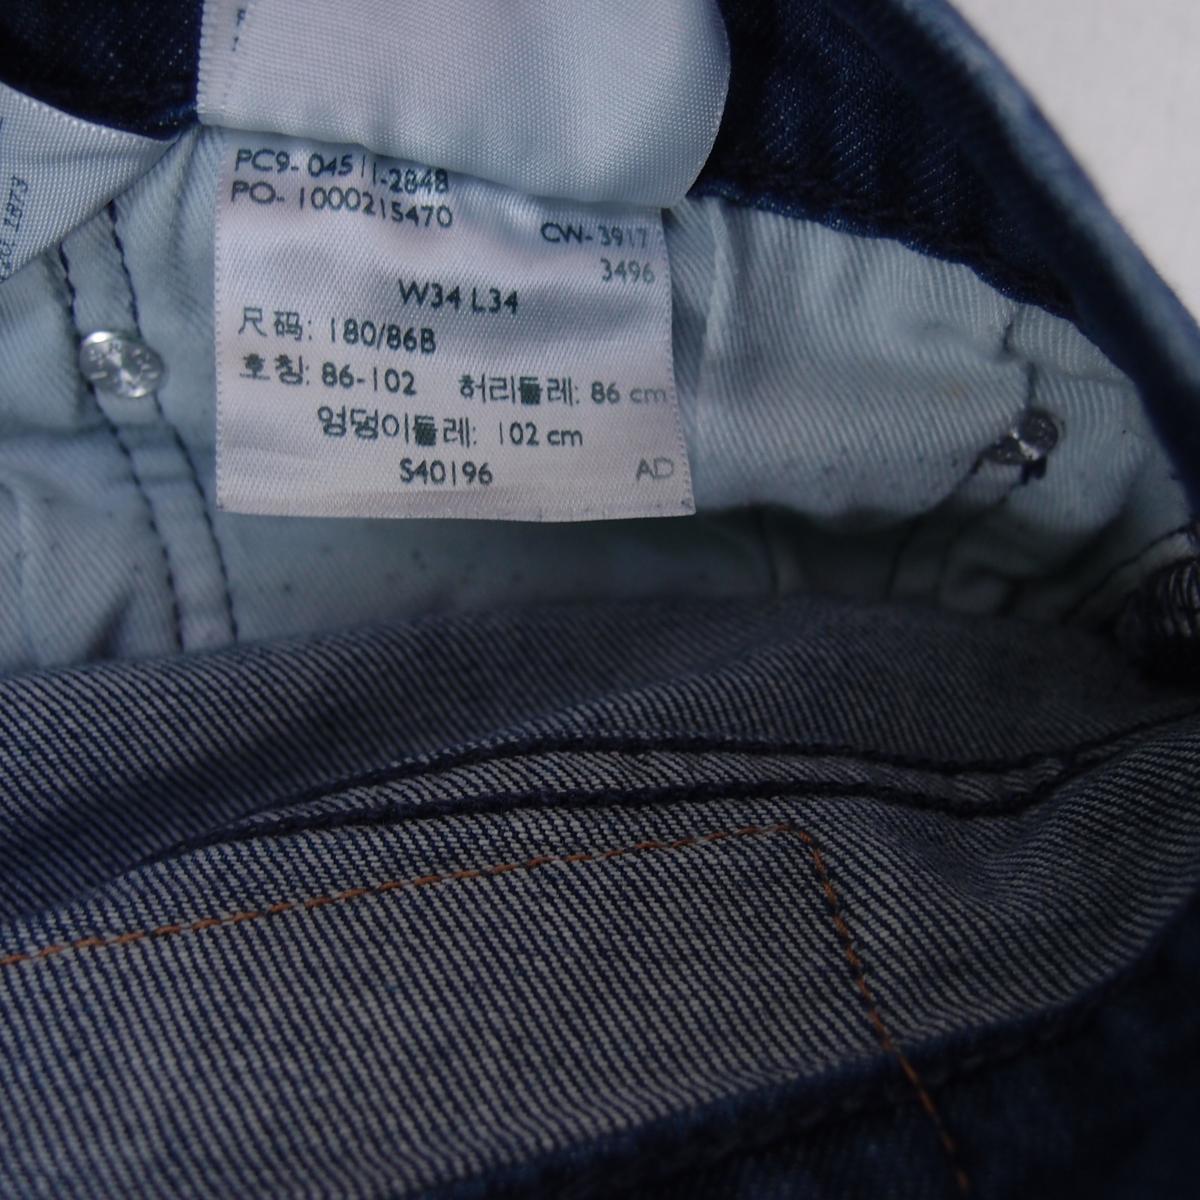 PC9- 04511-2848
PO- 1000215470
CW- 3917
3496
W34 L34
尺码: 180/86B
호칭: 86-102 허리둘레: 86 cm
엉덩이둘레: 102 cm
S40196 AD
1873